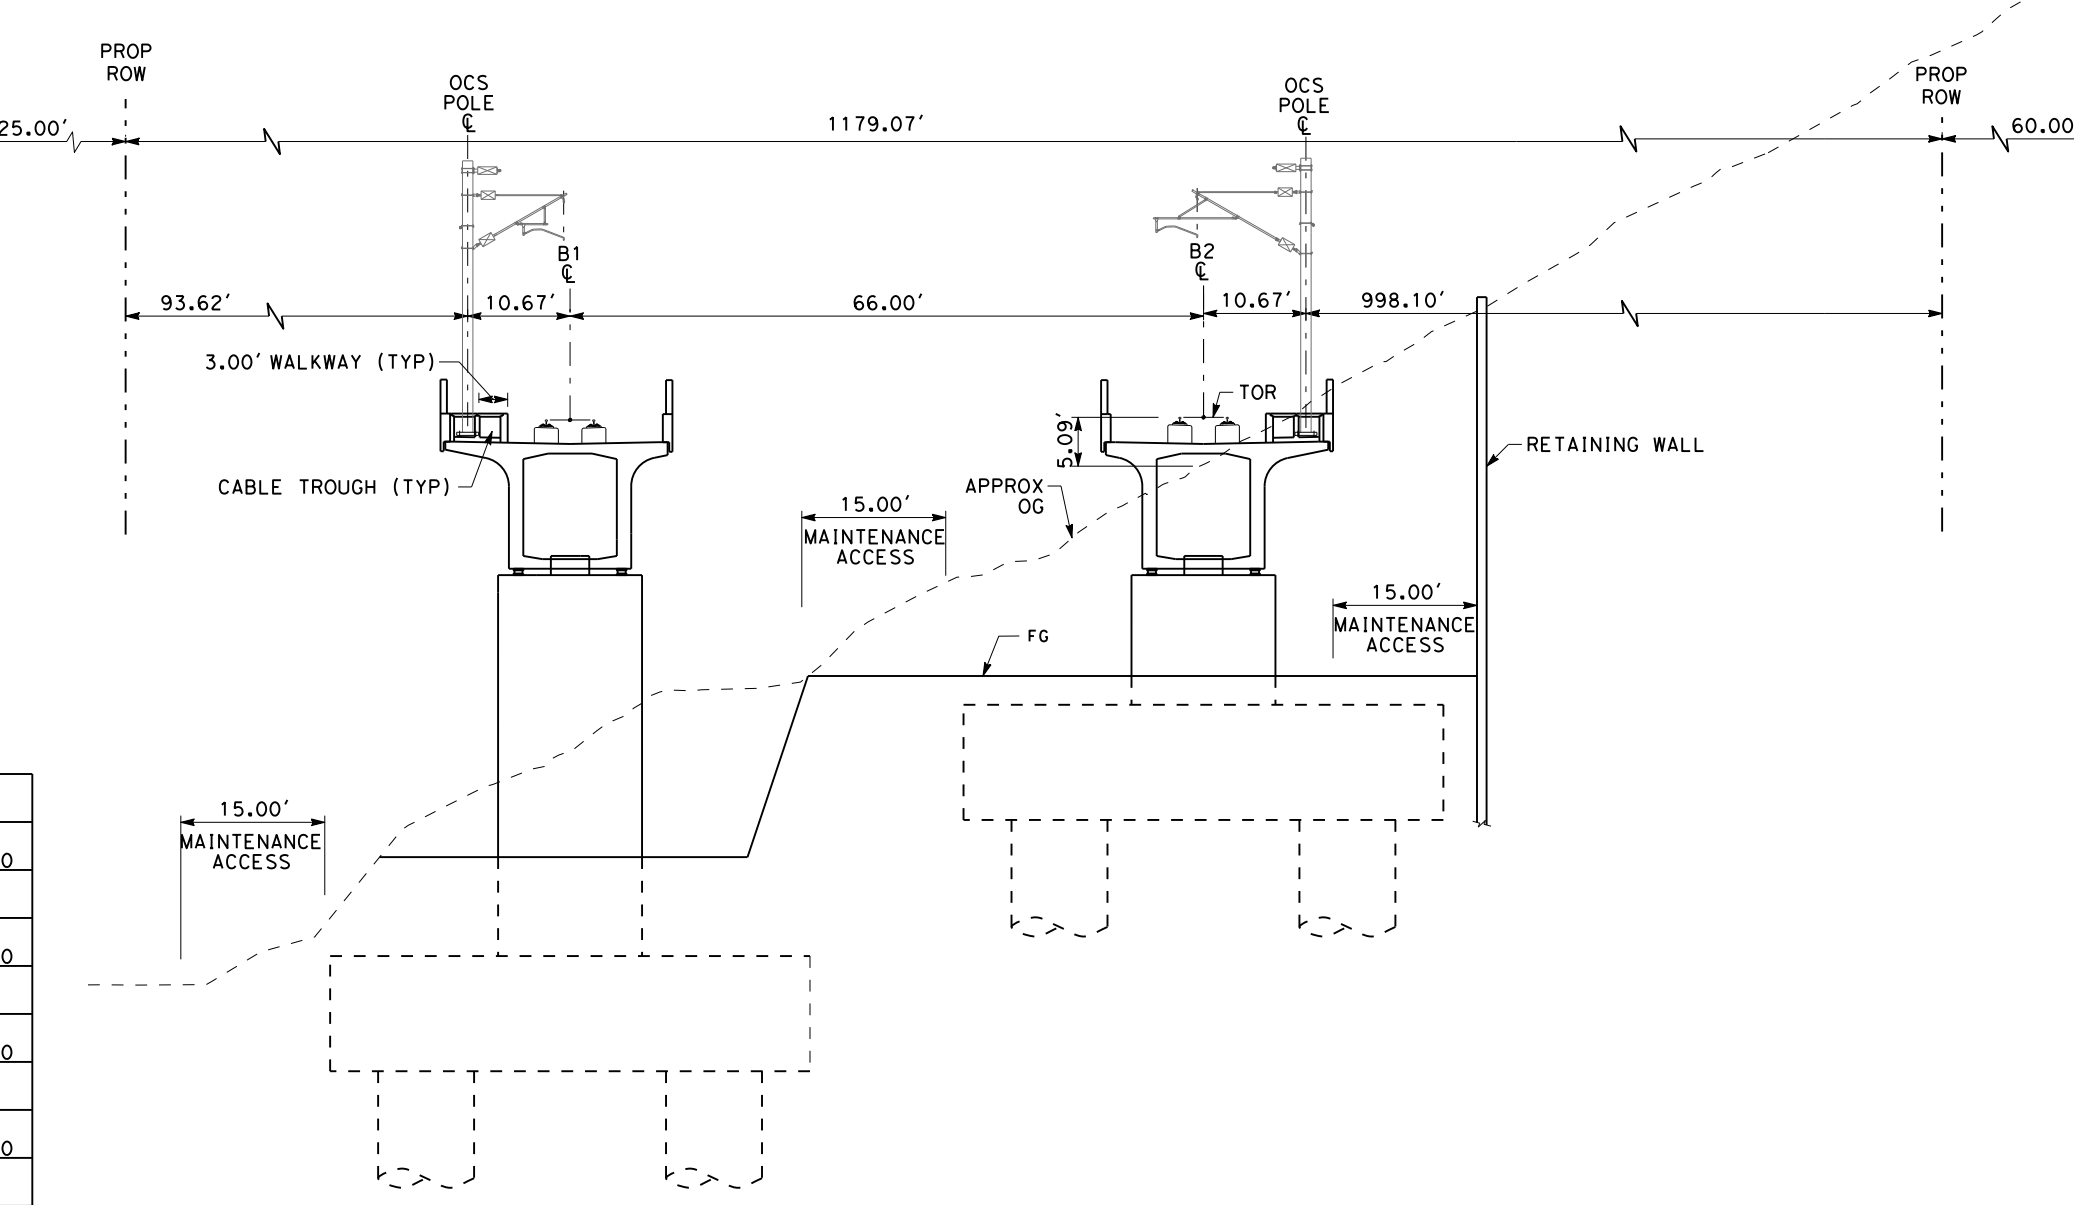 PROP
ROW
OCS
POLE
℄
OCS
POLE
℄
PROP
ROW
25.00'
1179.07'
60.00
B1
℄
B2
℄
93.62'
10.67'
66.00'
10.67'
998.10'
3.00' WALKWAY (TYP)
TOR
5.09'
RETAINING WALL
CABLE TROUGH (TYP)
APPROX
OG
15.00'
MAINTENANCE
ACCESS
15.00'
MAINTENANCE
ACCESS
FG
15.00'
MAINTENANCE
ACCESS
0
0
0
0